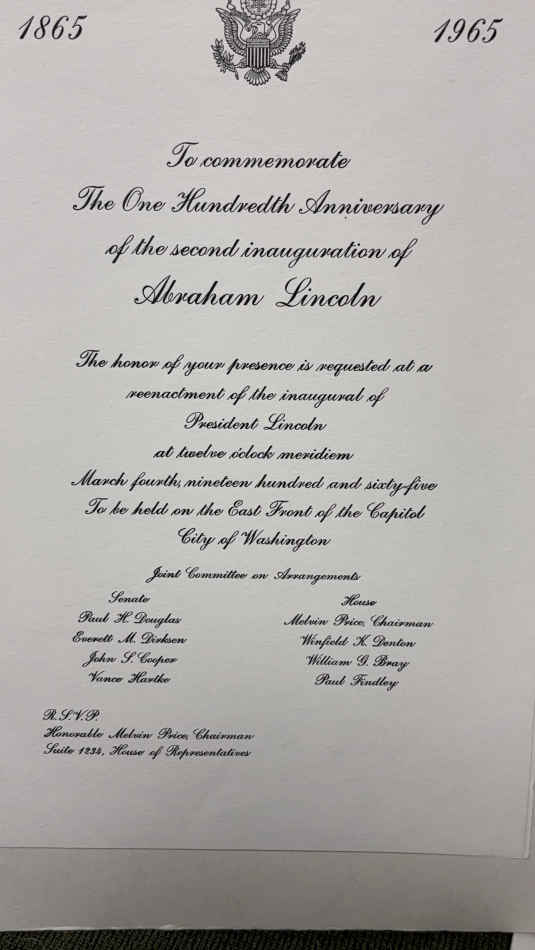 1865 1965
To commemorate
The One Hundredth Anniversary
of the second inauguration of
Abraham Lincoln
The honor of your presence is requested at a
reenactment of the inaugural of
President Lincoln
at twelve o'clock meridiem
March fourth, nineteen hundred and sixty-five
To be held on the East Front of the Capitol
City of Washington
Joint Committee on Arrangements
Senate
Paul H. Douglas
Everett M. Dirksen
John S. Cooper
Vance Hartke
House
Melvin Price, Chairman
Winfield K. Denton
William G. Bray
Paul Findley
R.S.V.P.
Honorable Melvin Price, Chairman
Suite 1234, House of Representatives